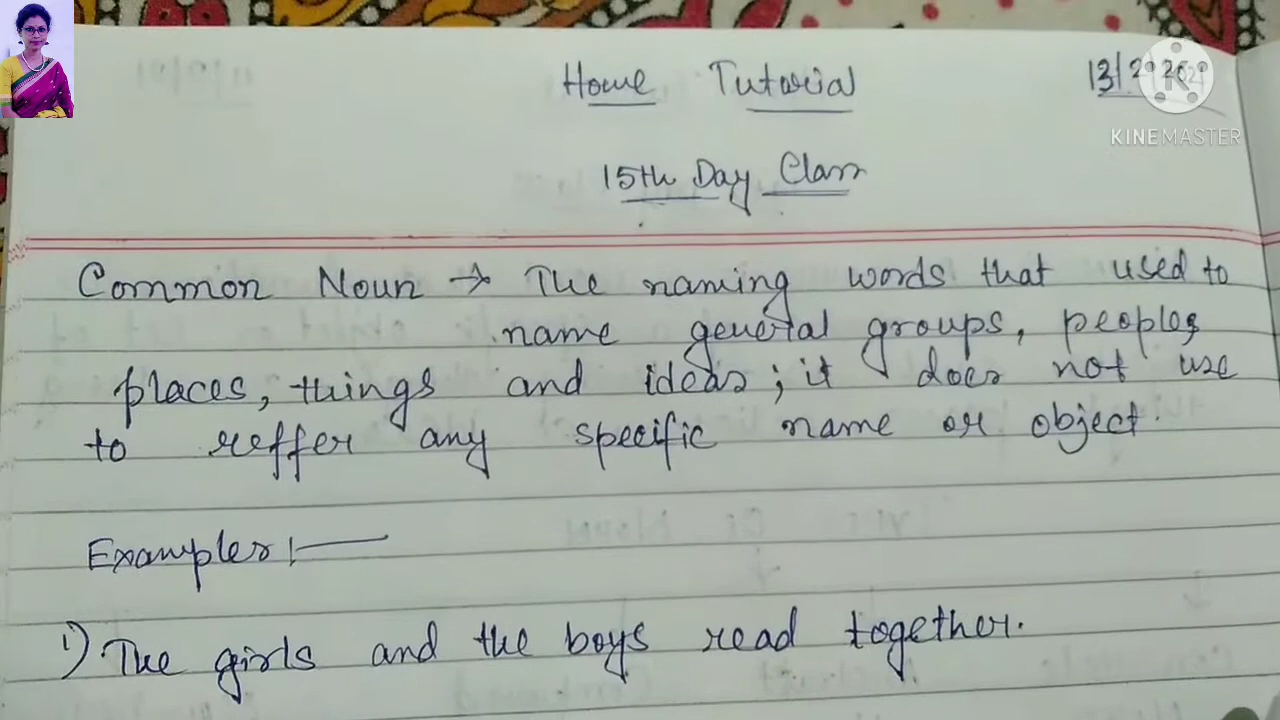 Home Tutorial
KINEMASTER
15th Day Class
Common Noun → The naming words that used to
name general groups, peoples
places, things and ideas; it does not use
to reffer any specific name or object.
Examples :—
i) The girls and the boys read together.